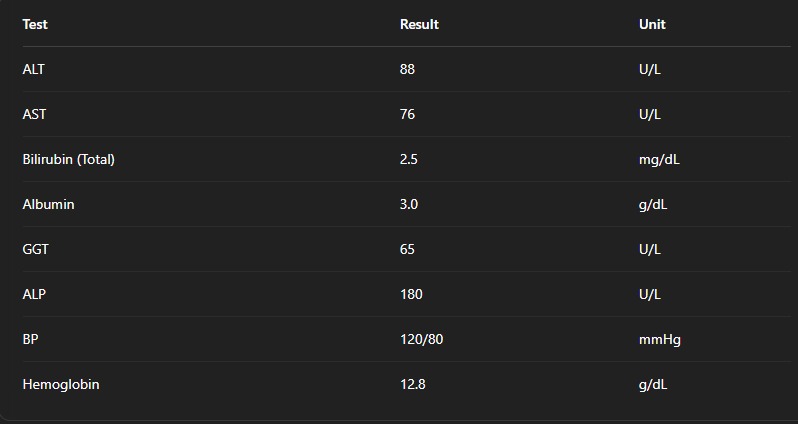 Test Result Unit
ALT 88 U/L
AST 76 U/L
Bilirubin (Total) 2.5 mg/dL
Albumin 3.0 g/dL
GGT 65 U/L
ALP 180 U/L
BP 120/80 mmHg
Hemoglobin 12.8 g/dL